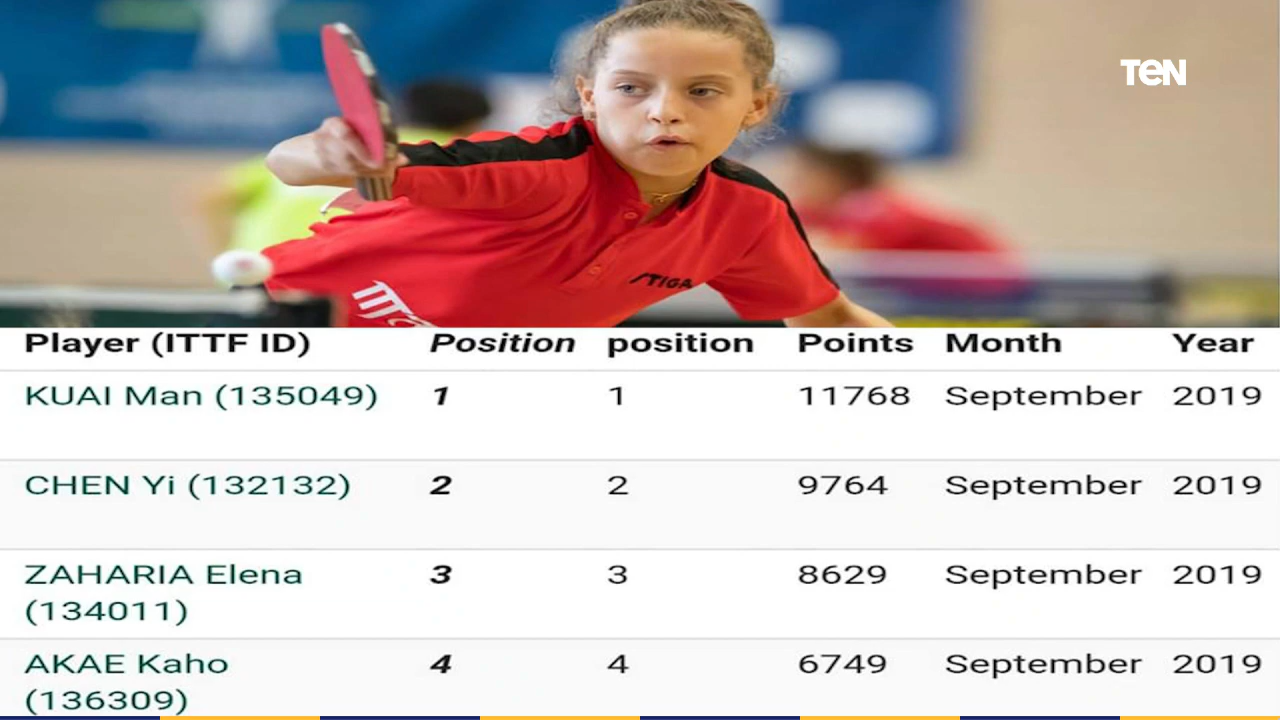 TEN
STIGA
Player (ITTF ID) Position position Points Month Year
KUAI Man (135049) 1 1 11768 September 2019
CHEN Yi (132132) 2 2 9764 September 2019
ZAHARIA Elena 3 3 8629 September 2019
(134011)
AKAE Kaho 4 4 6749 September 2019
(136309)